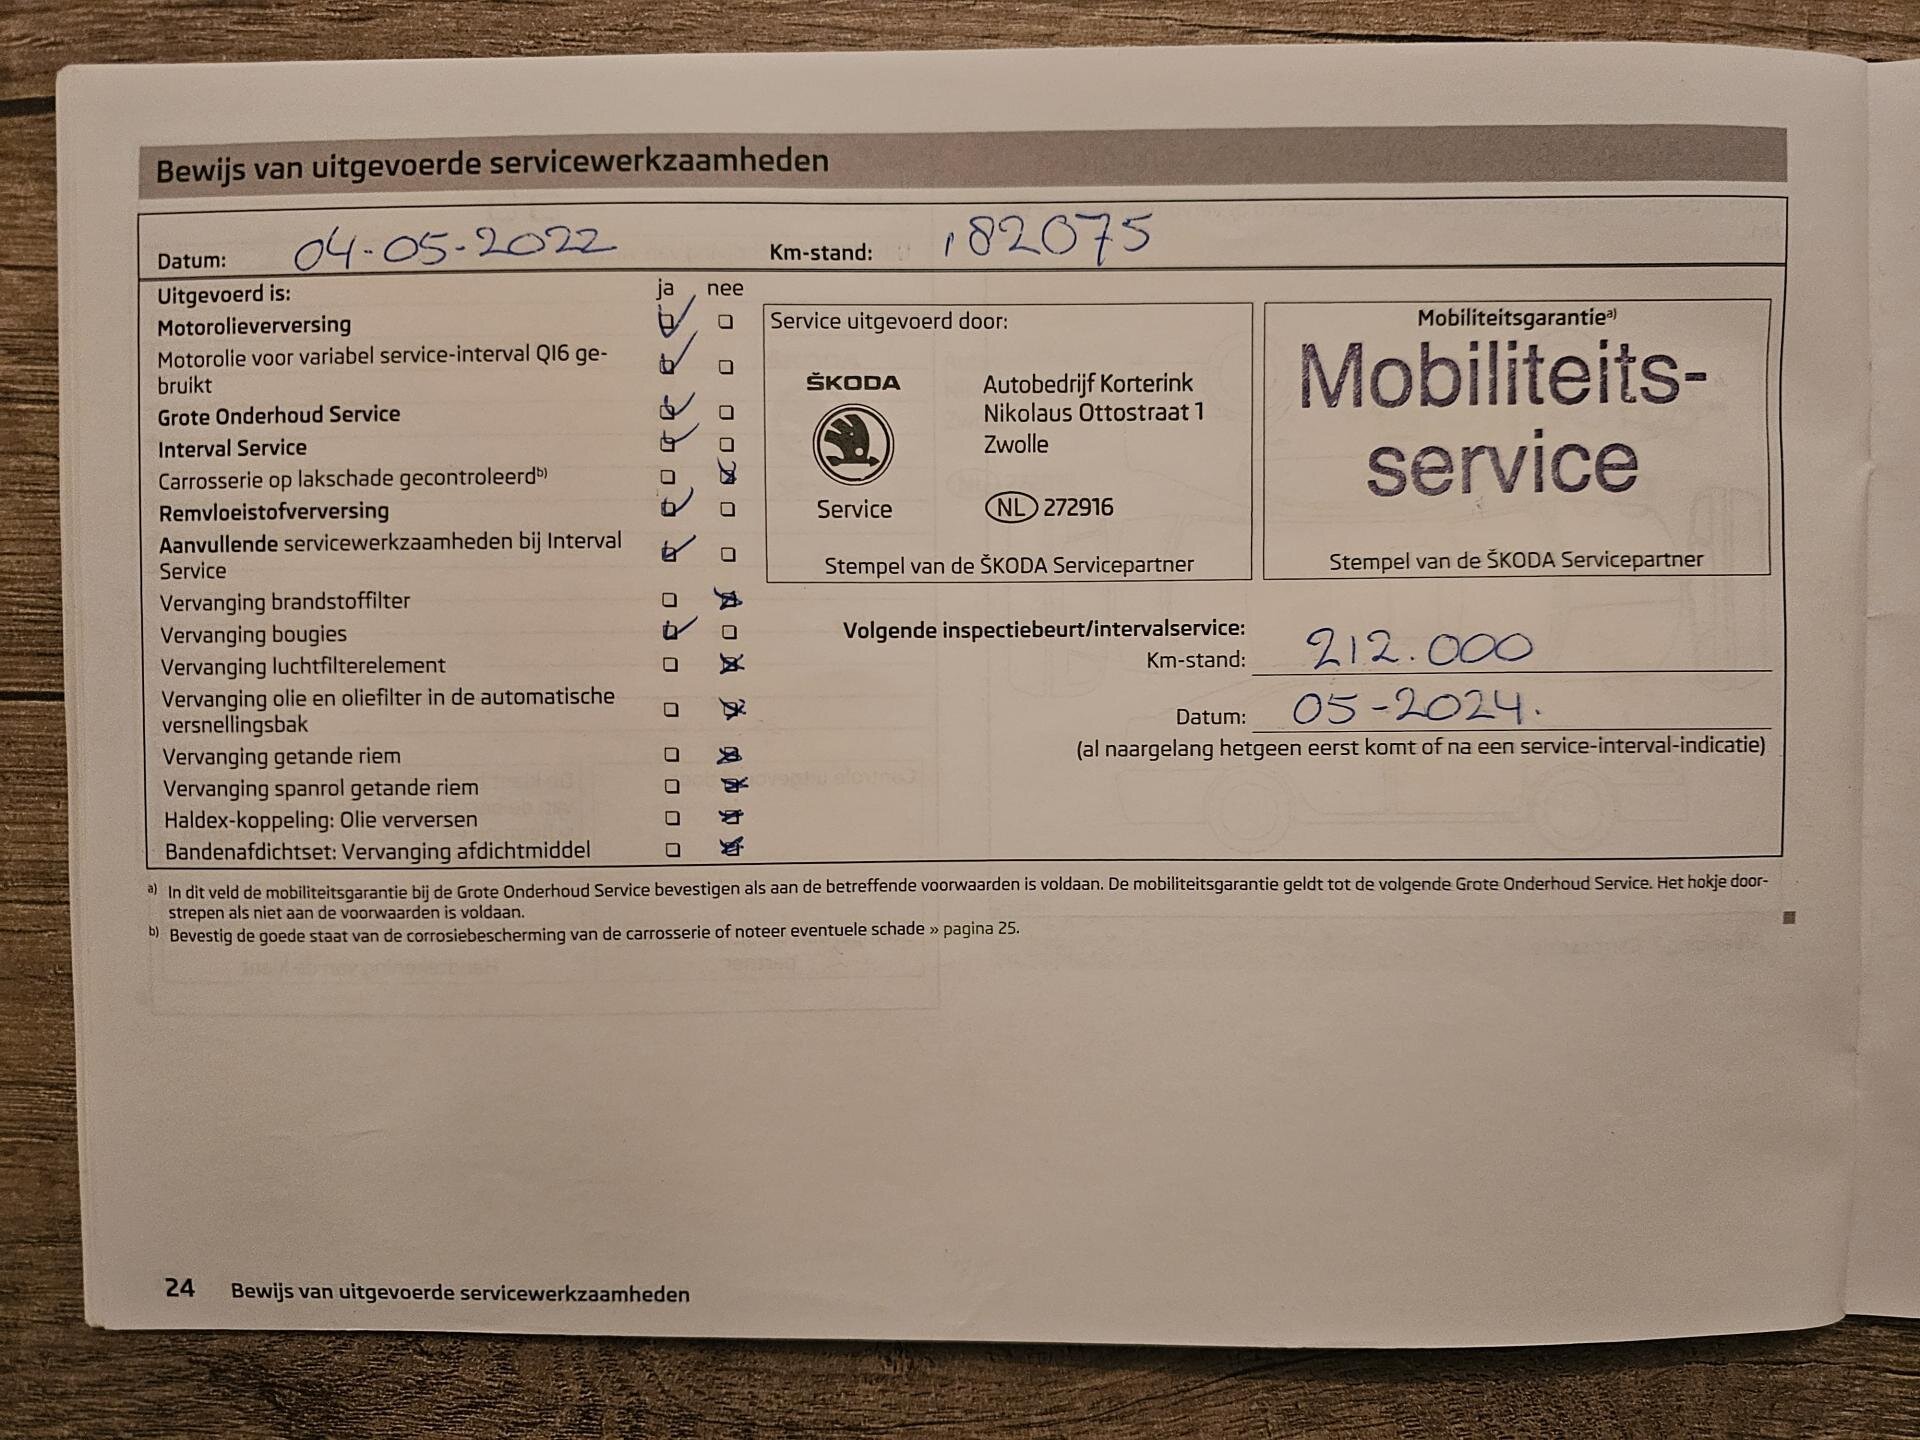 Bewijs van uitgevoerde servicewerkzaamheden
Datum: 04-05-2022 Km-stand: 182075
Uitgevoerd is: ja nee
Motorolieverversing
Motorolie voor variabel service-interval QI6 ge-
bruikt
Grote Onderhoud Service
Interval Service
Carrosserie op lakschade gecontroleerd b)
Remvloeistofverversing
Aanvullende servicewerkzaamheden bij Interval
Service
Vervanging brandstoffilter
Vervanging bougies
Vervanging luchtfilterelement
Vervanging olie en oliefilter in de automatische
versnellingsbak
Vervanging getande riem
Vervanging spanrol getande riem
Haldex-koppeling: Olie verversen
Bandenafdichtset: Vervanging afdichtmiddel
Service uitgevoerd door:
ŠKODA
Service
Autobedrijf Korterink
Nikolaus Ottostraat 1
Zwolle
NL 272916
Stempel van de ŠKODA Servicepartner
Mobiliteitsgarantie a)
Mobiliteits-
service
Stempel van de ŠKODA Servicepartner
Volgende inspectiebeurt/intervalservice:
Km-stand: 212.000
Datum: 05-2024.
(al naargelang hetgeen eerst komt of na een service-interval-indicatie)
a) In dit veld de mobiliteitsgarantie bij de Grote Onderhoud Service bevestigen als aan de betreffende voorwaarden is voldaan. De mobiliteitsgarantie geldt tot de volgende Grote Onderhoud Service. Het hokje door-
strepen als niet aan de voorwaarden is voldaan.
b) Bevestig de goede staat van de corrosiebescherming van de carrosserie of noteer eventuele schade » pagina 25.
24 Bewijs van uitgevoerde servicewerkzaamheden